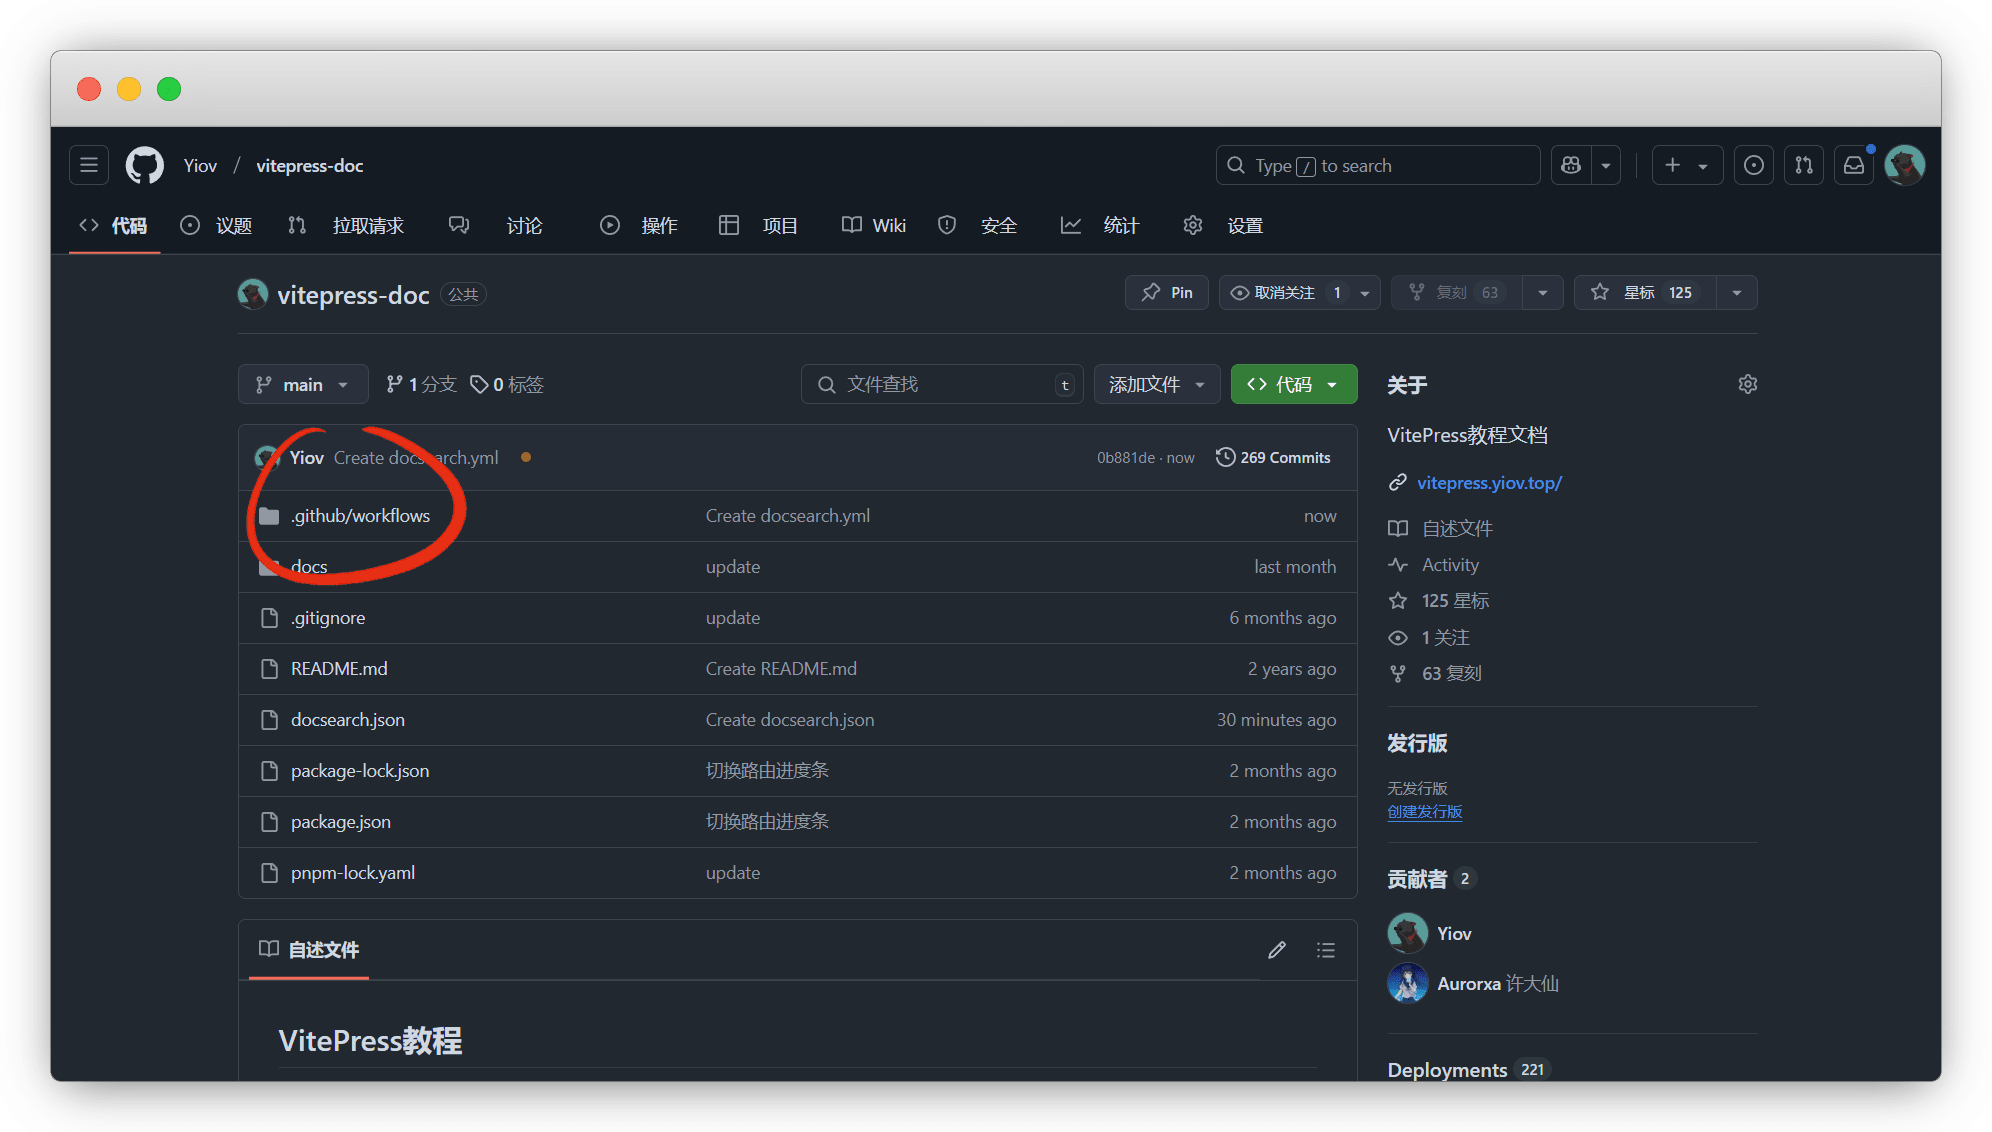 Yiov / vitepress-doc
Type / to search
代码 议题 拉取请求 讨论 操作 项目 Wiki 安全 统计 设置
vitepress-doc 公共
Pin 取消关注 1 复刻 63 星标 125
main 1 分支 0 标签
文件查找 t 添加文件 代码
Yiov Create docsearch.yml 0b881de · now 269 Commits
.github/workflows Create docsearch.yml now
docs update last month
.gitignore update 6 months ago
README.md Create README.md 2 years ago
docsearch.json Create docsearch.json 30 minutes ago
package-lock.json 切换路由进度条 2 months ago
package.json 切换路由进度条 2 months ago
pnpm-lock.yaml update 2 months ago
自述文件
VitePress教程
关于
VitePress教程文档
vitepress.yiov.top/
自述文件
Activity
125 星标
1 关注
63 复刻
发行版
无发行版
创建发行版
贡献者 2
Yiov
Aurorxa 许大仙
Deployments 221